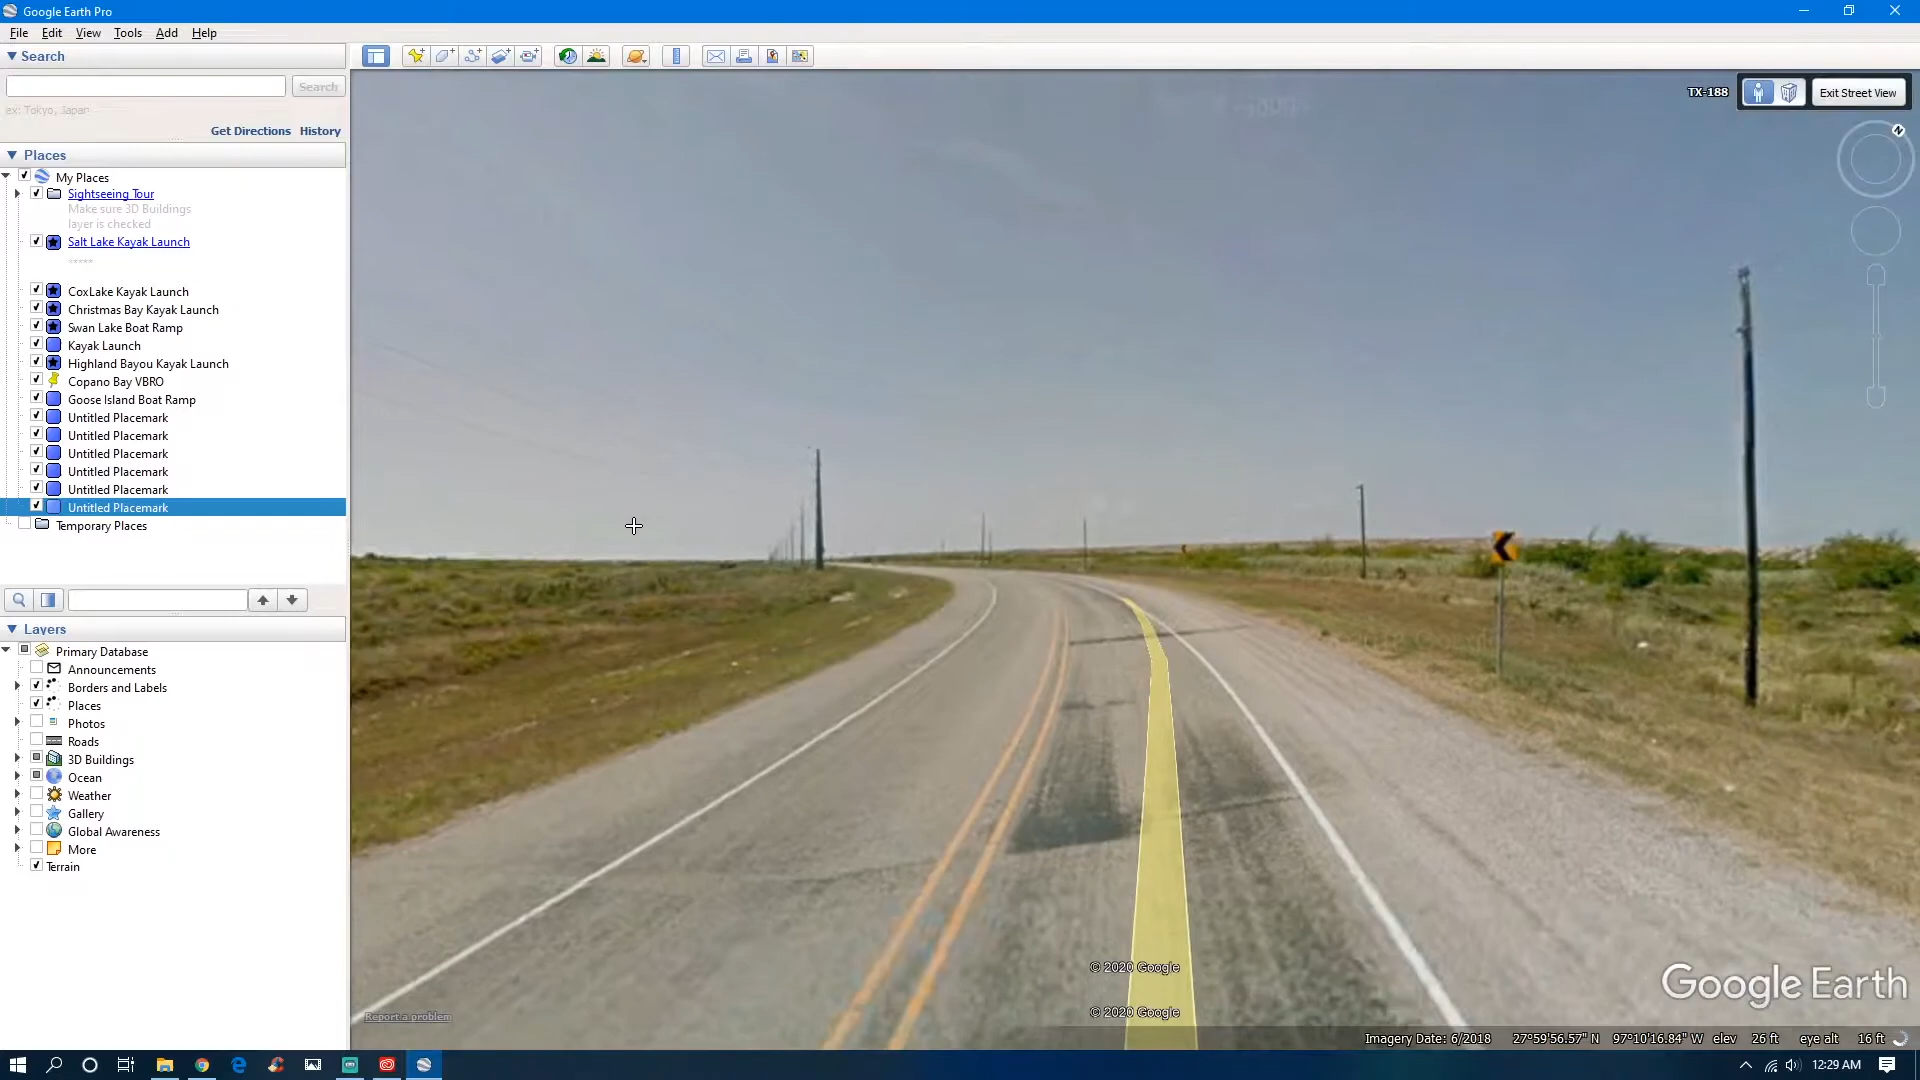 Google Earth Pro
File Edit View Tools Add Help
Search
Search
ex: Tokyo, Japan
Get Directions History
Places
My Places
Sightseeing Tour
Make sure 3D Buildings
layer is checked
Salt Lake Kayak Launch
*****
CoxLake Kayak Launch
Christmas Bay Kayak Launch
Swan Lake Boat Ramp
Kayak Launch
Highland Bayou Kayak Launch
Copano Bay VBRO
Goose Island Boat Ramp
Untitled Placemark
Untitled Placemark
Untitled Placemark
Untitled Placemark
Untitled Placemark
Untitled Placemark
Temporary Places
Layers
Primary Database
Announcements
Borders and Labels
Places
Photos
Roads
3D Buildings
Ocean
Weather
Gallery
Global Awareness
More
Terrain
TX-188
Exit Street View
N
© 2020 Google
© 2020 Google
Google Earth
Report a problem
Imagery Date: 6/2018 27°59'56.57" N 97°10'16.84" W elev 26 ft eye alt 16 ft
12:29 AM